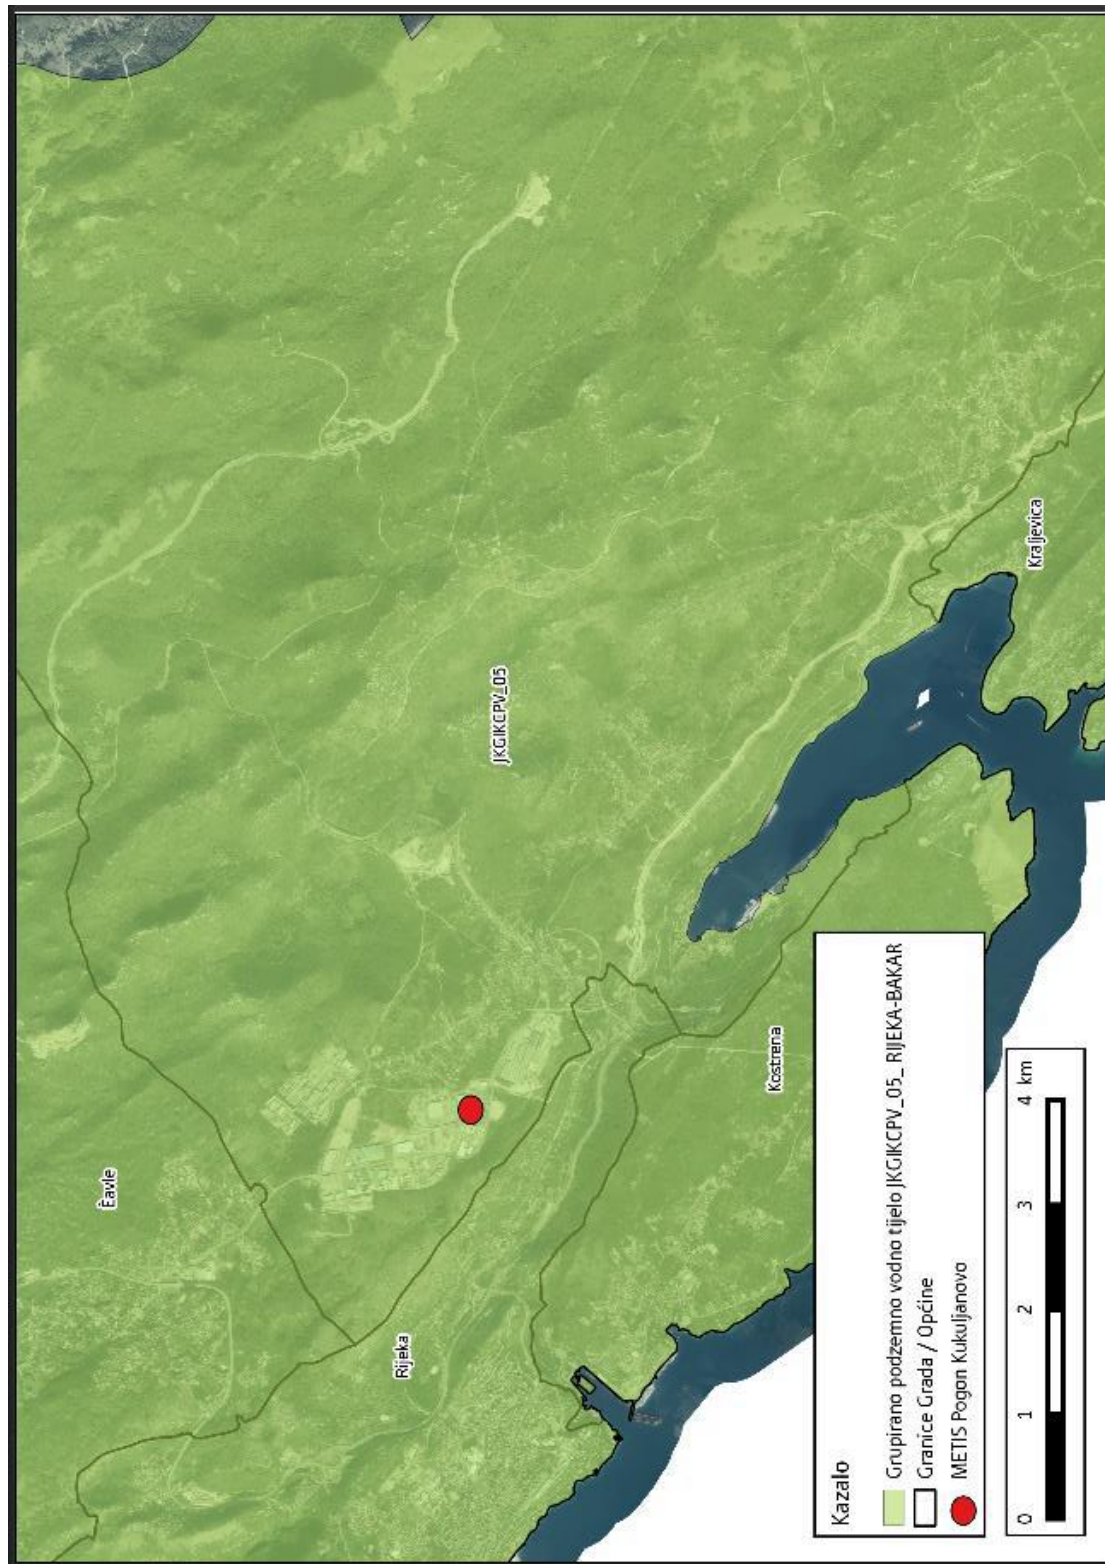 Èavle
Rijeka
JKGIKCPV_05
Kostrena
Kraljevica
Kazalo
Grupirano podzemno vodno tijelo JKGIKCPV_05_ RIJEKA-BAKAR
Granice Grada / Općine
METIS Pogon Kukuljanovo
0 1 2 3 4 km